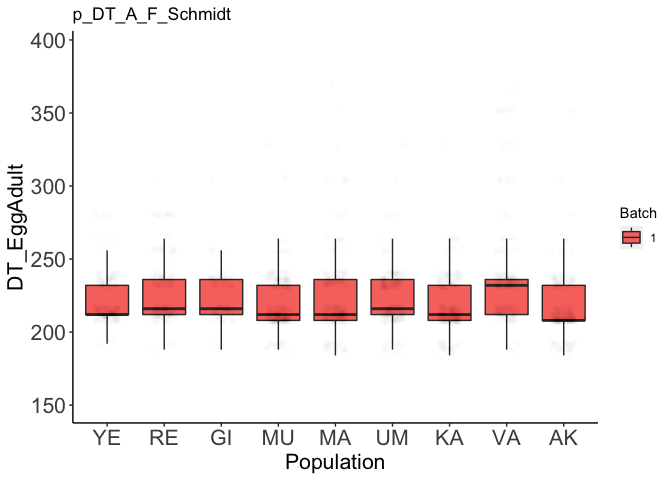 p_DT_A_F_Schmidt
400
350
300
250
200
150
DT_EggAdult
YE RE GI MU MA UM KA VA AK
Population
Batch
1